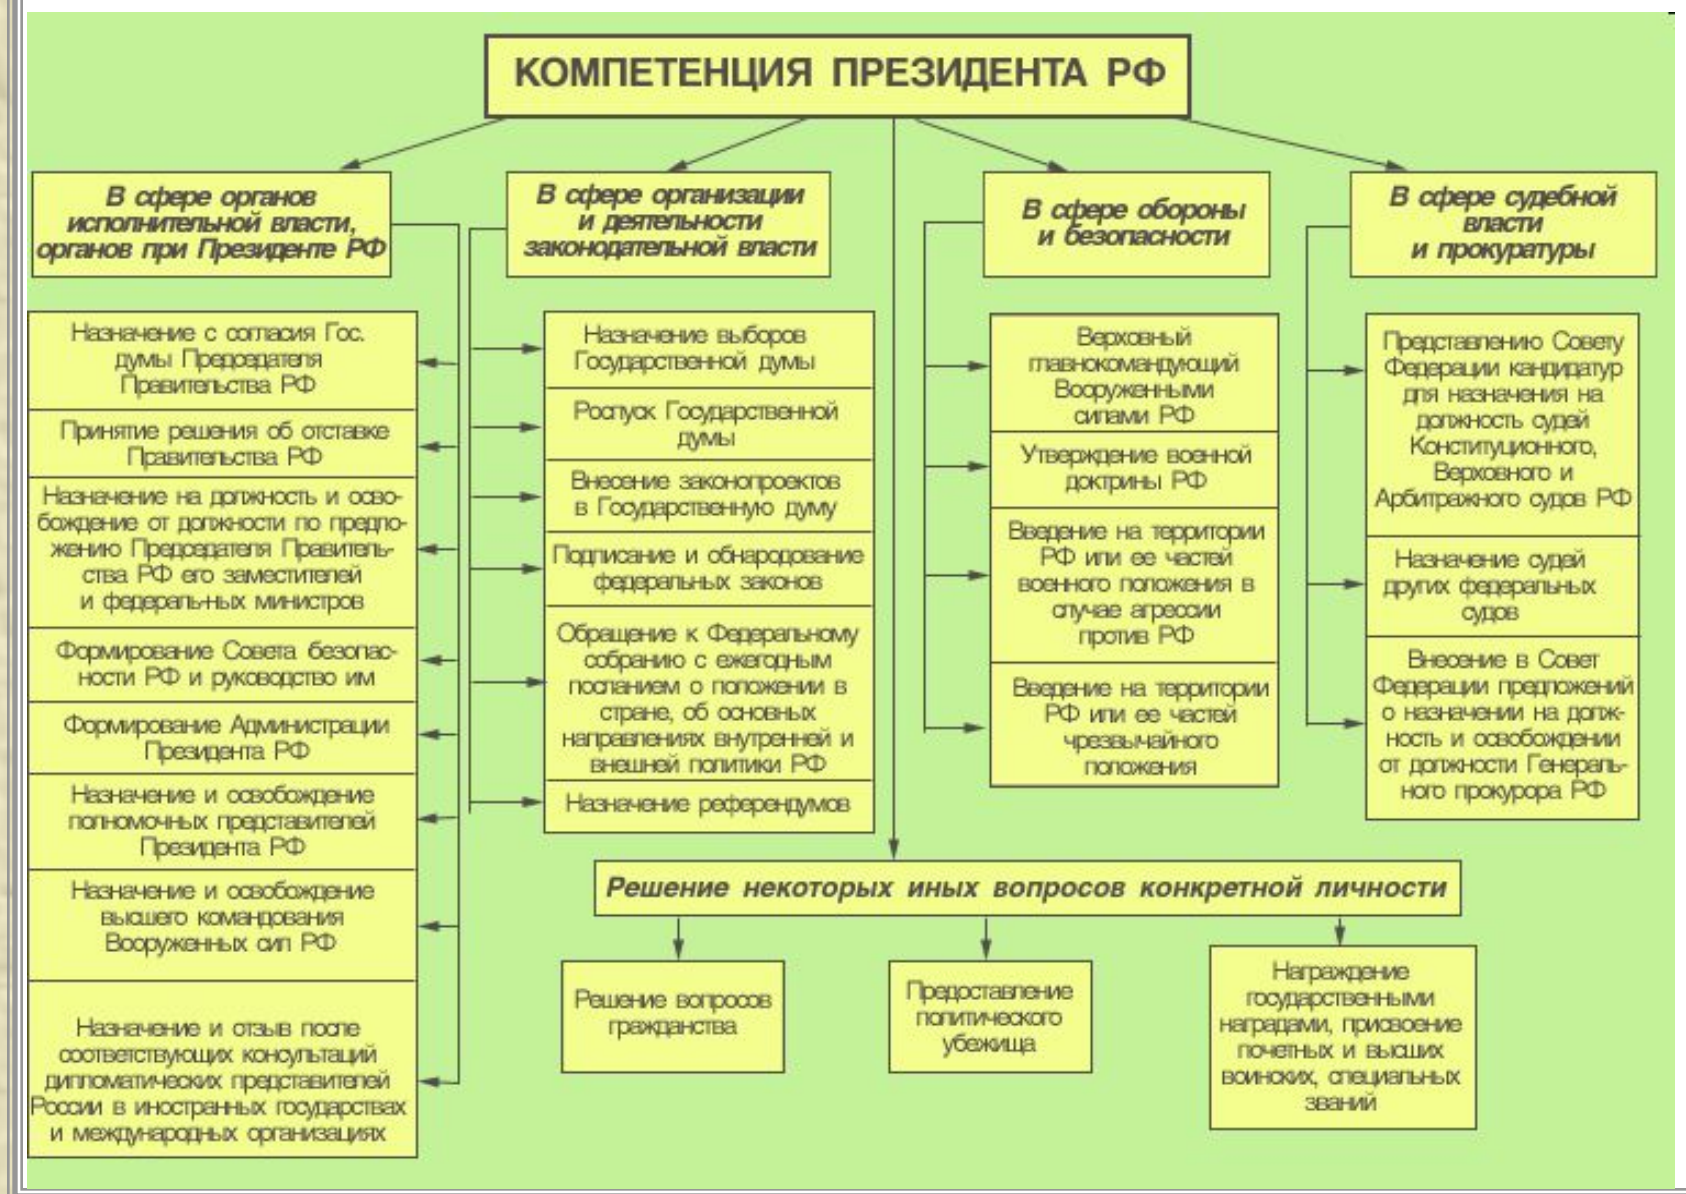 КОМПЕТЕНЦИЯ ПРЕЗИДЕНТА РФ
В сфере органов
исполнительной власти,
органов при Президенте РФ
Назначение с согласия Гос.
думы Председателя
Правительства РФ
Принятие решения об отставке
Правительства РФ
Назначение на должность и осво-
бождение от должности по предло-
жению Председателя Правитель-
ства РФ его заместителей
и федераль-ных министров
Формирование Совета безопас-
ности РФ и руководство им
Формирование Администрации
Президента РФ
Назначение и освобождение
полномочных представителей
Президента РФ
Назначение и освобождение
высшего командования
Вооруженных сил РФ
Назначение и отзыв после
соответствующих консультаций
дипломатических представителей
России в иностранных государствах
и международных организациях
В сфере организации
и деятельности
законодательной власти
Назначение выборов
Государственной думы
Роспуск Государственной
думы
Внесение законопроектов
в Государственную думу
Подписание и обнародование
федеральных законов
Обращение к Федеральному
собранию с ежегодным
посланием о положении в
стране, об основных
направлениях внутренней и
внешней политики РФ
Назначение референдумов
В сфере обороны
и безопасности
Верховный
главнокомандующий
Вооруженными
силами РФ
Утверждение военной
доктрины РФ
Введение на территории
РФ или ее частей
военного положения в
случае агрессии
против РФ
Введение на территории
РФ или ее частей
чрезвычайного
положения
В сфере судебной
власти
и прокуратуры
Представлению Совету
Федерации кандидатур
для назначения на
должность судей
Конституционного,
Верховного и
Арбитражного судов РФ
Назначение судей
других федеральных
судов
Внесение в Совет
Федерации предложений
о назначении на долж-
ность и освобождении
от должности Генераль-
ного прокурора РФ
Решение некоторых иных вопросов конкретной личности
Решение вопросов
гражданства
Предоставление
политического
убежища
Награждение
государственными
наградами, присвоение
почетных и высших
воинских, специальных
званий